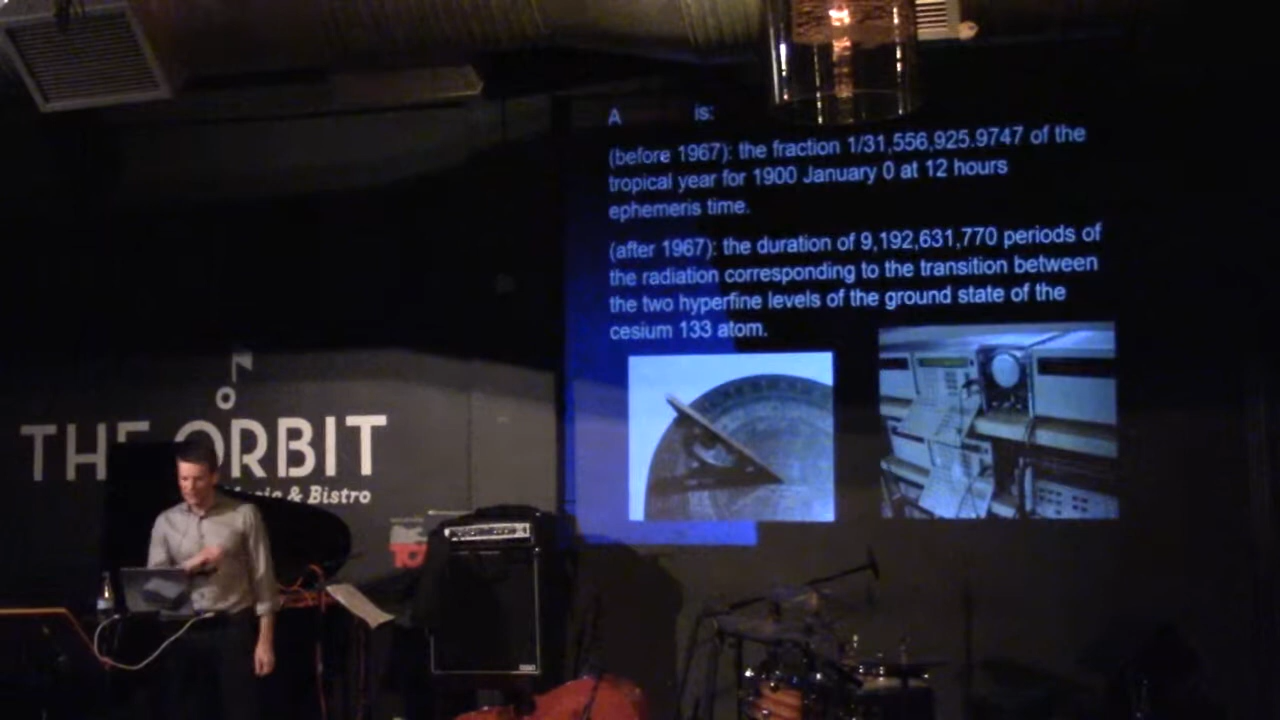 A is:
(before 1967): the fraction 1/31,556,925.9747 of the
tropical year for 1900 January 0 at 12 hours
ephemeris time.
(after 1967): the duration of 9,192,631,770 periods of
the radiation corresponding to the transition between
the two hyperfine levels of the ground state of the
cesium 133 atom.
THE ORBIT
Music & Bistro